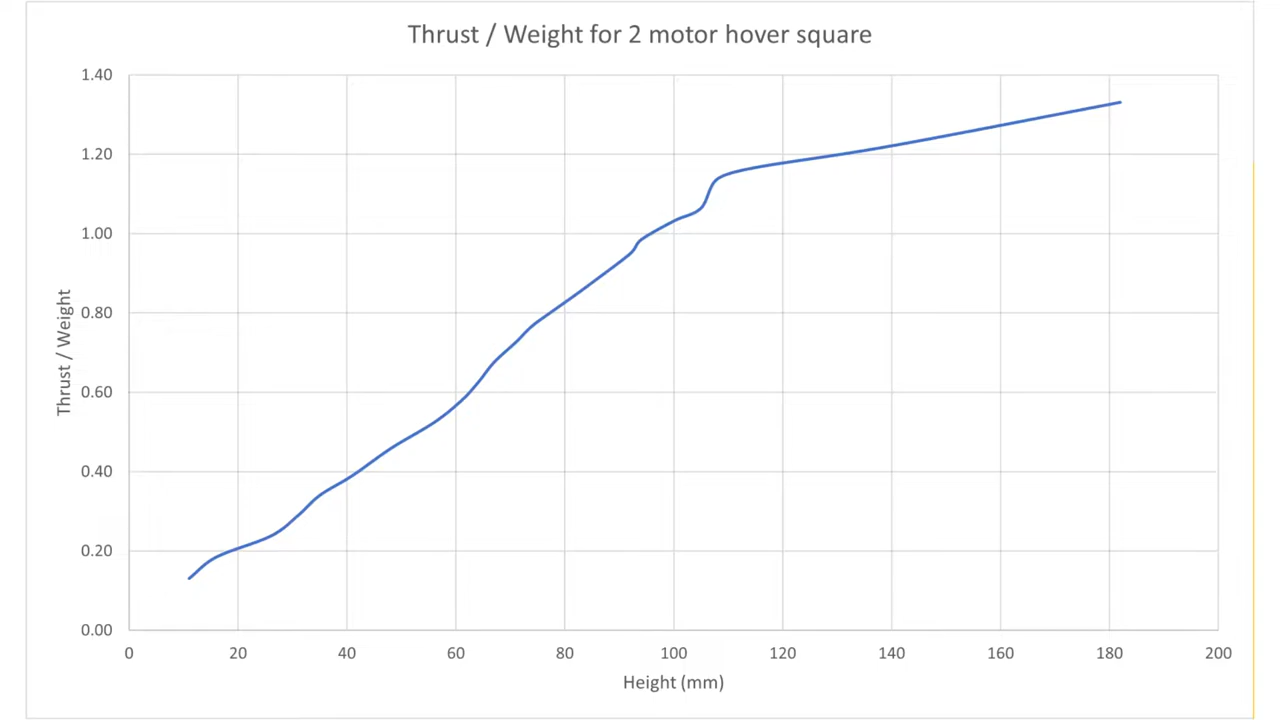 Thrust / Weight for 2 motor hover square
1.40
1.20
1.00
0.80
0.60
0.40
0.20
0.00
Thrust / Weight
0 20 40 60 80 100 120 140 160 180 200
Height (mm)